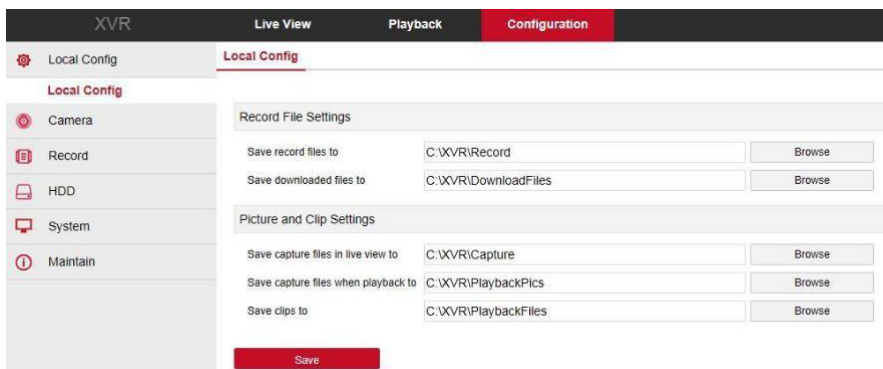 XVR Live View Playback Configuration
Local Config
Local Config
Local Config
Camera
Record
HDD
System
Maintain
Record File Settings
Save record files to C:\XVR\Record Browse
Save downloaded files to C:\XVR\DownloadFiles Browse
Picture and Clip Settings
Save capture files in live view to C:\XVR\Capture Browse
Save capture files when playback to C:\XVR\PlaybackPics Browse
Save clips to C:\XVR\PlaybackFiles Browse
Save